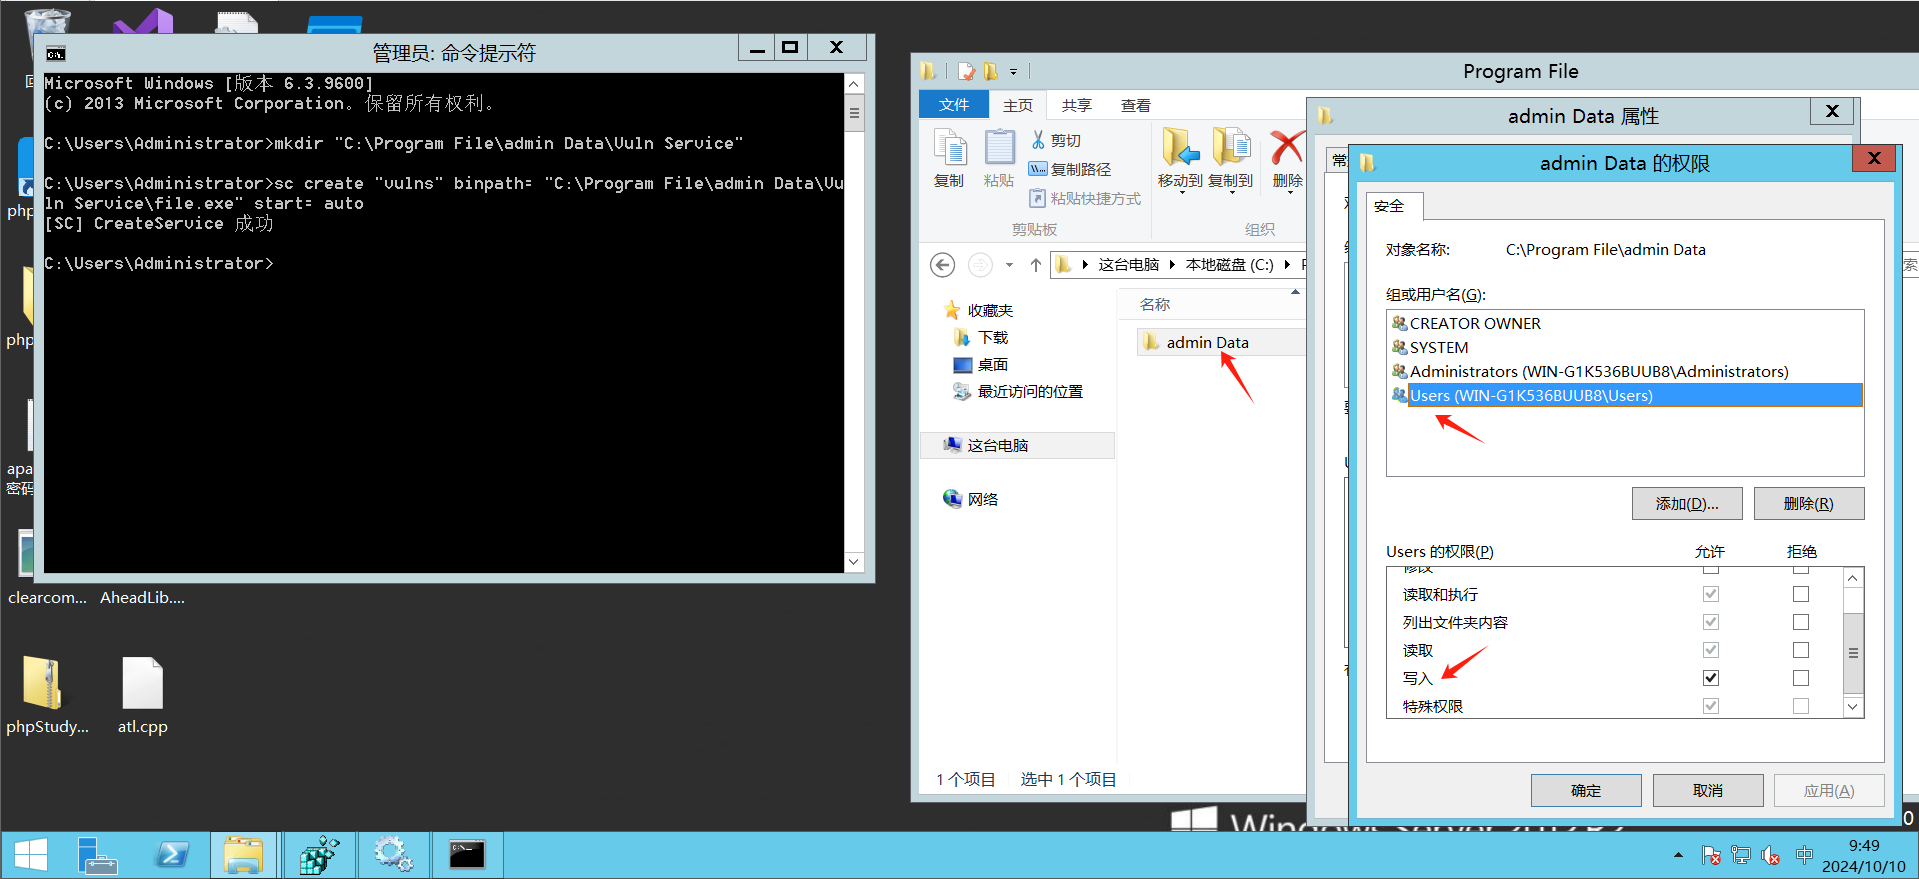 管理员: 命令提示符
Microsoft Windows [版本 6.3.9600]
(c) 2013 Microsoft Corporation。保留所有权利。
C:\Users\Administrator>mkdir "C:\Program File\admin Data\Vuln Service"
C:\Users\Administrator>sc create "vulns" binpath= "C:\Program File\admin Data\Vu
ln Service\file.exe" start= auto
[SC] CreateService 成功
C:\Users\Administrator>
php
php
apa
密码
clearcom...
AheadLib....
phpStudy...
atl.cpp
Program File
文件
主页
共享
查看
复制
粘贴
剪切
复制路径
粘贴快捷方式
剪贴板
移动到
复制到
删除
组织
这台电脑
本地磁盘 (C:)
收藏夹
下载
桌面
最近访问的位置
这台电脑
网络
名称
admin Data
1 个项目
选中 1 个项目
admin Data 属性
admin Data 的权限
安全
对象名称:
C:\Program File\admin Data
组或用户名(G):
CREATOR OWNER
SYSTEM
Administrators (WIN-G1K536BUUB8\Administrators)
Users (WIN-G1K536BUUB8\Users)
添加(D)...
删除(R)
Users 的权限(P)
允许
拒绝
修改
读取和执行
列出文件夹内容
读取
写入
特殊权限
确定
取消
应用(A)
中
9:49
2024/10/10